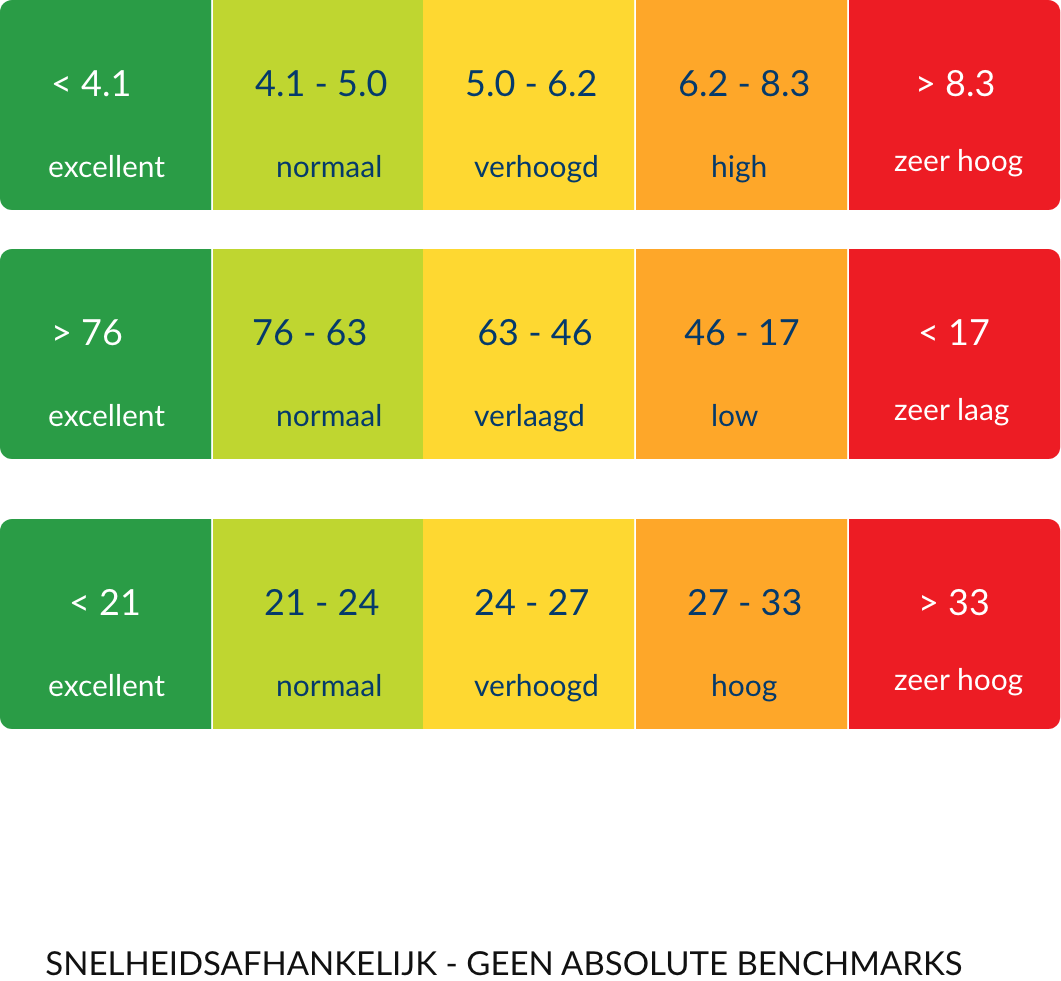 < 4.1 4.1 - 5.0 5.0 - 6.2 6.2 - 8.3 > 8.3
excellent normaal verhoogd high zeer hoog
> 76 76 - 63 63 - 46 46 - 17 < 17
excellent normaal verlaagd low zeer laag
< 21 21 - 24 24 - 27 27 - 33 > 33
excellent normaal verhoogd hoog zeer hoog
SNELHEIDSAFHANKELIJK - GEEN ABSOLUTE BENCHMARKS